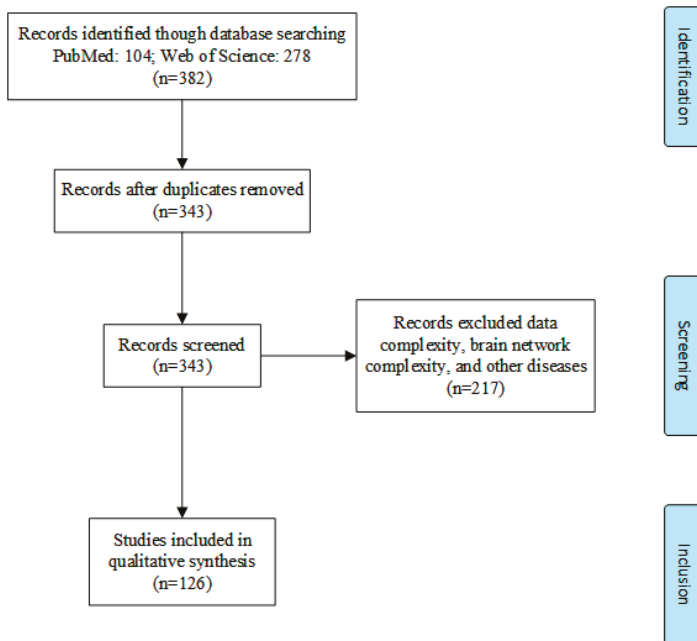 Records identified though database searching
PubMed: 104; Web of Science: 278
(n=382)
Identification
Records after duplicates removed
(n=343)
Records screened
(n=343)
Records excluded data
complexity, brain network
complexity, and other diseases
(n=217)
Screening
Studies included in
qualitative synthesis
(n=126)
Inclusion